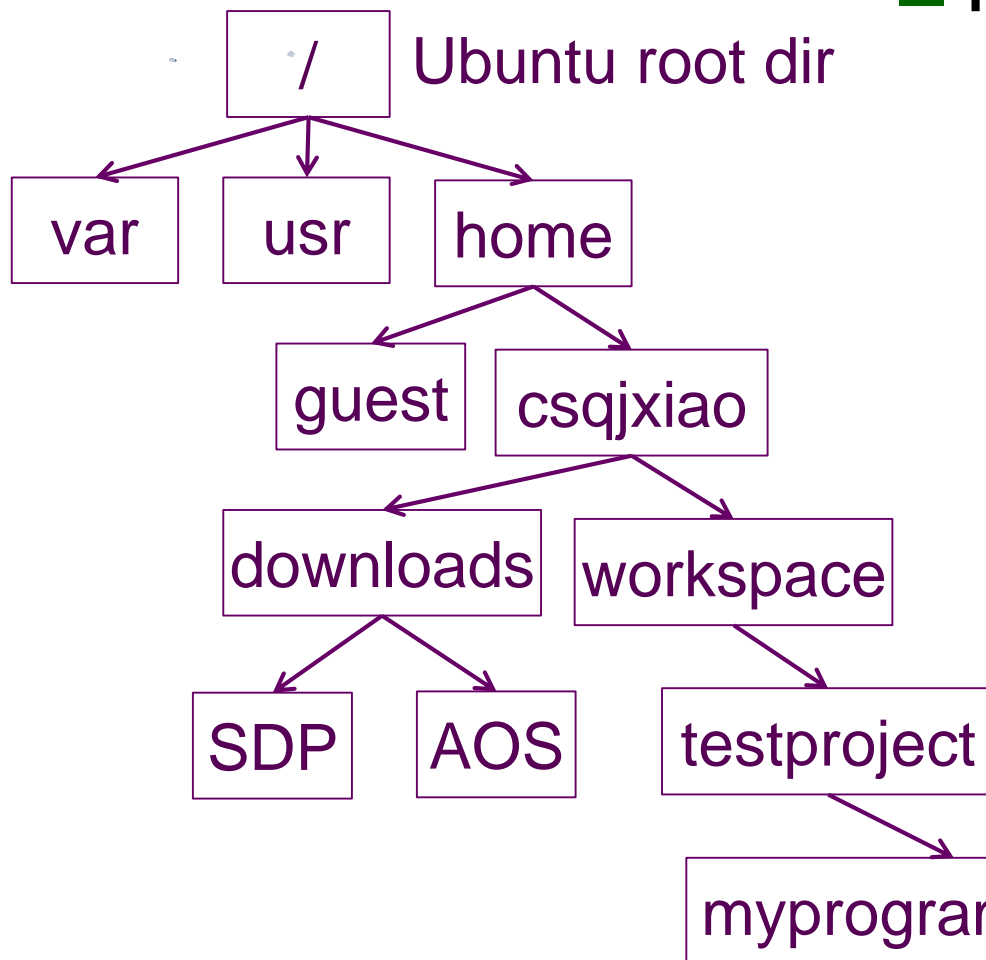 / Ubuntu root dir
var usr home
guest csqjxiao
downloads workspace
SDP AOS
testproject